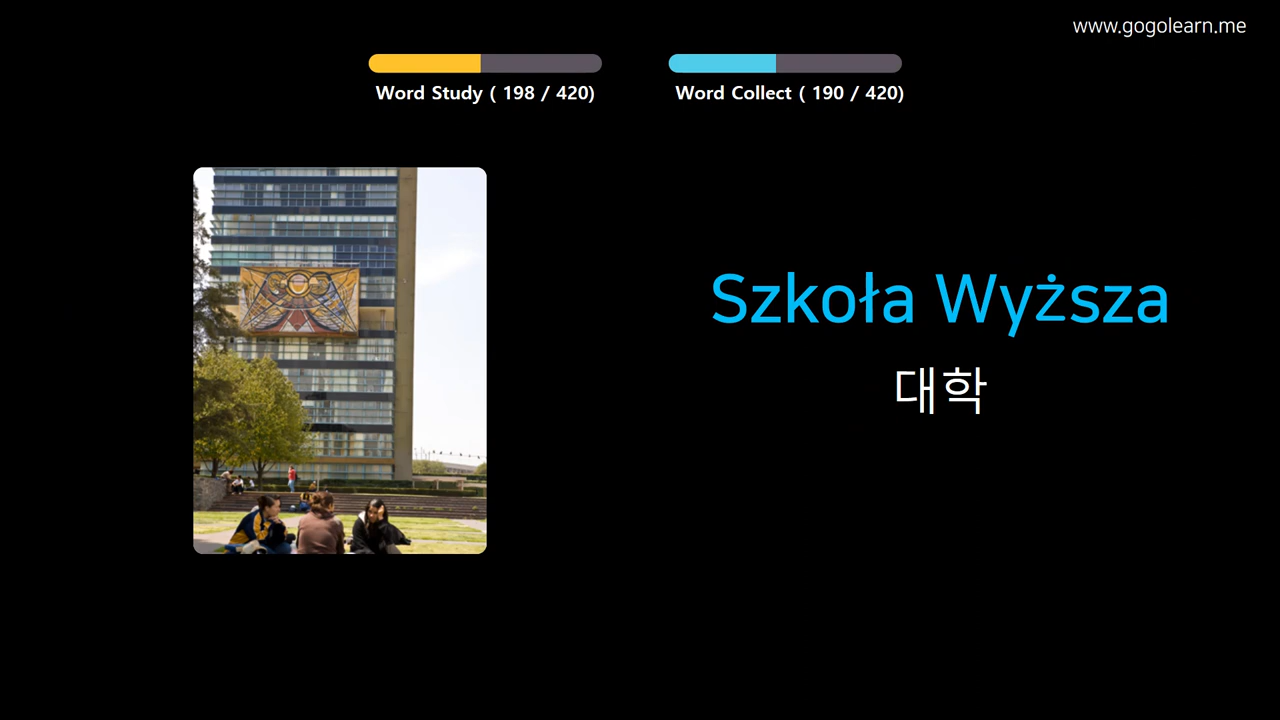 www.gogolearn.me
Word Study ( 198 / 420)
Word Collect ( 190 / 420)
Szkoła Wyższa
대학